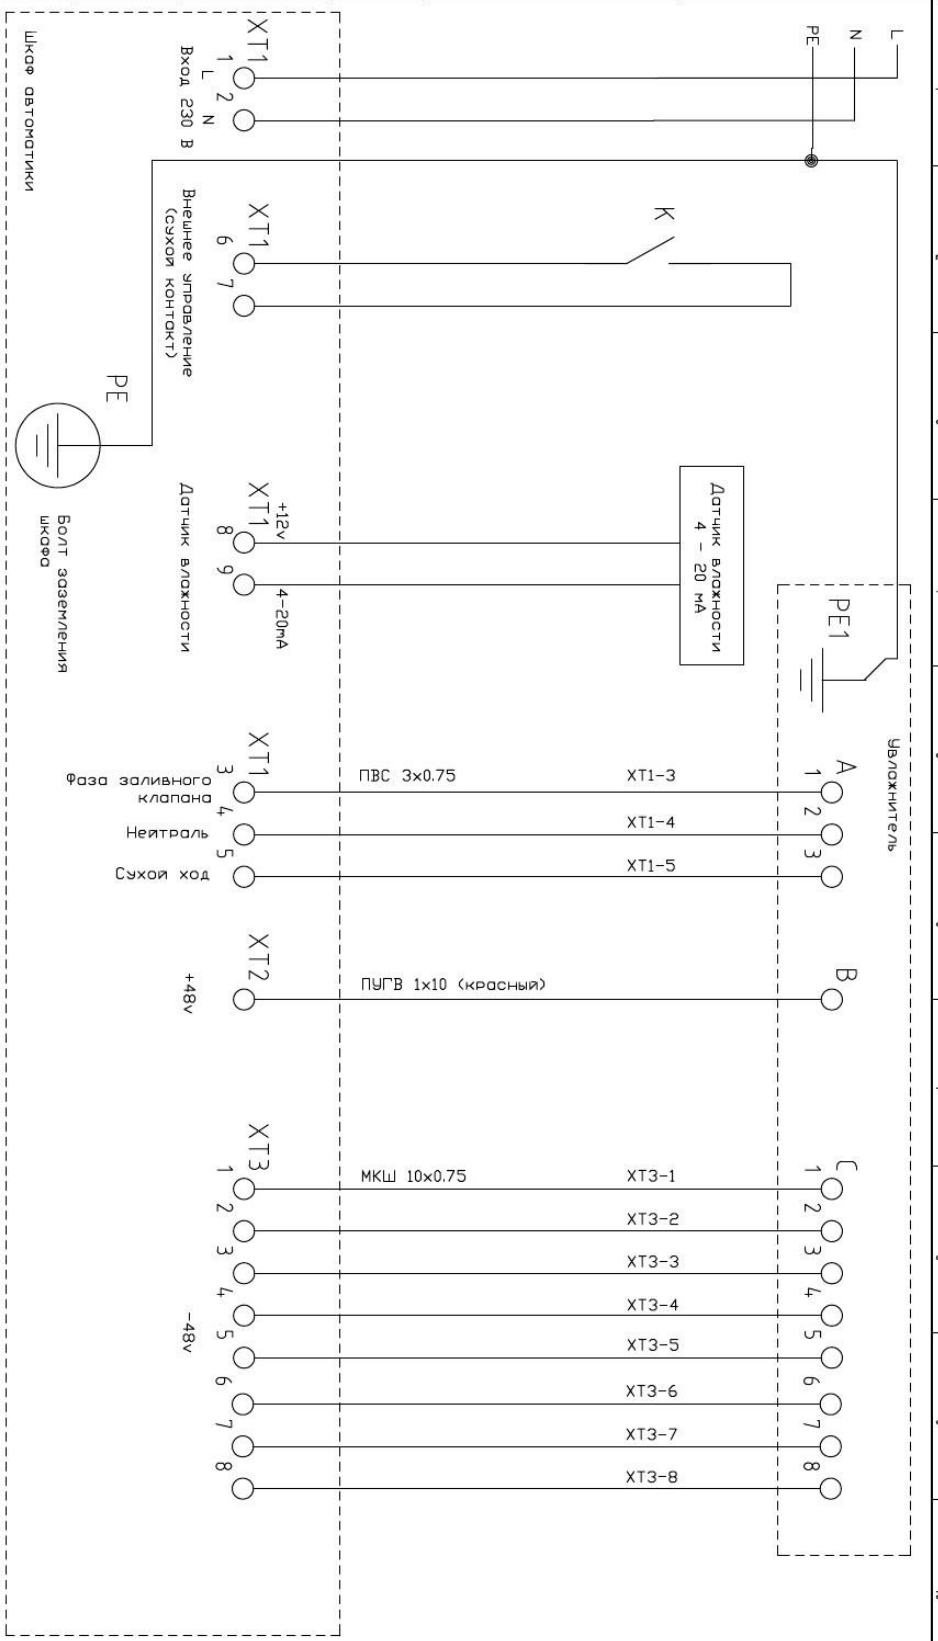 L
N
PE
XT1
1
2
L
N
Вход 230 В
Шкаф автоматики
K
XT1
6
7
Внешнее управление
(сухой контакт)
PE
Болт заземления
шкафа
XT1
+12v
4-20mA
8
9
Датчик влажности
Датчик влажности
4 - 20 мА
PE1
Увлажнитель
XT1
3
4
5
Фаза заливного
клапана
Нейтраль
Сухой ход
ПВС 3x0.75
XT1-3
XT1-4
XT1-5
A
1
2
3
XT2
+48v
ПУГВ 1x10 (красный)
B
XT3
1
2
3
4
5
6
7
8
-48v
МКШ 10x0.75
XT3-1
XT3-2
XT3-3
XT3-4
XT3-5
XT3-6
XT3-7
XT3-8
C
1
2
3
4
5
6
7
8